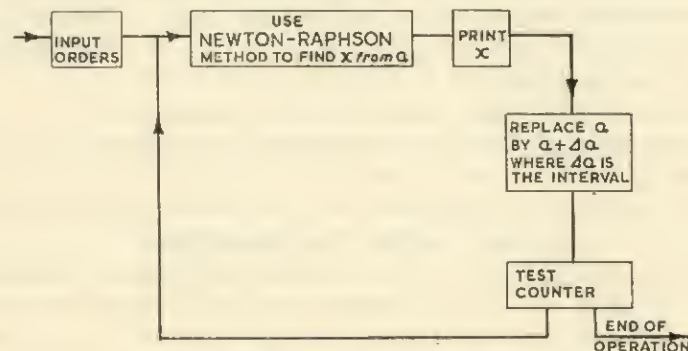 INPUT
ORDERS
USE
NEWTON-RAPHSON
METHOD TO FIND X from a
PRINT
X
REPLACE a
BY a+Δa
WHERE Δa IS
THE INTERVAL
TEST
COUNTER
END OF
OPERATION